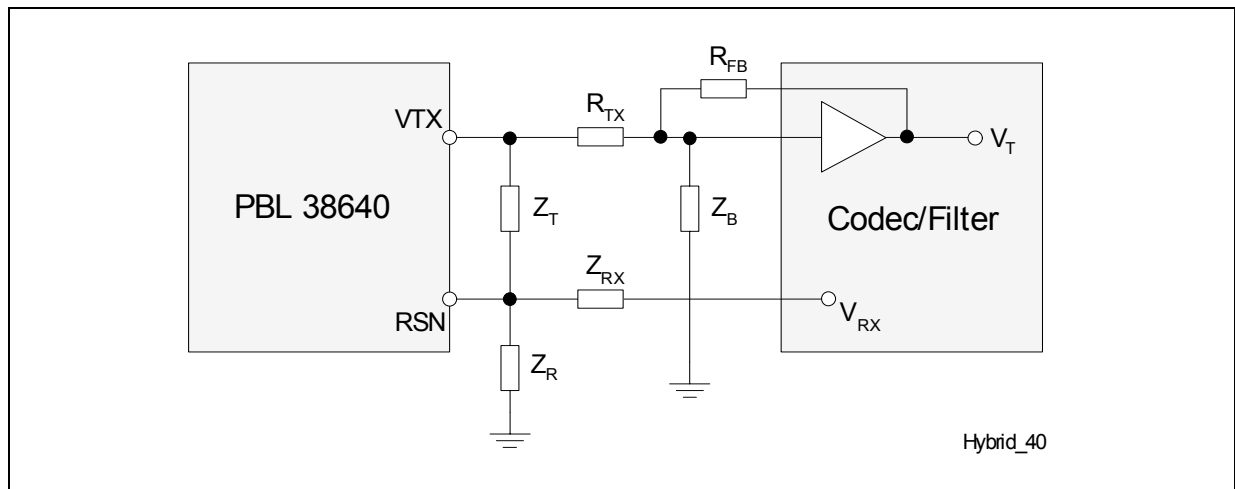 R_FB
R_TX
VTX
V_T
PBL 38640
Z_T
Z_B
Codec/Filter
Z_RX
RSN
V_RX
Z_R
Hybrid_40